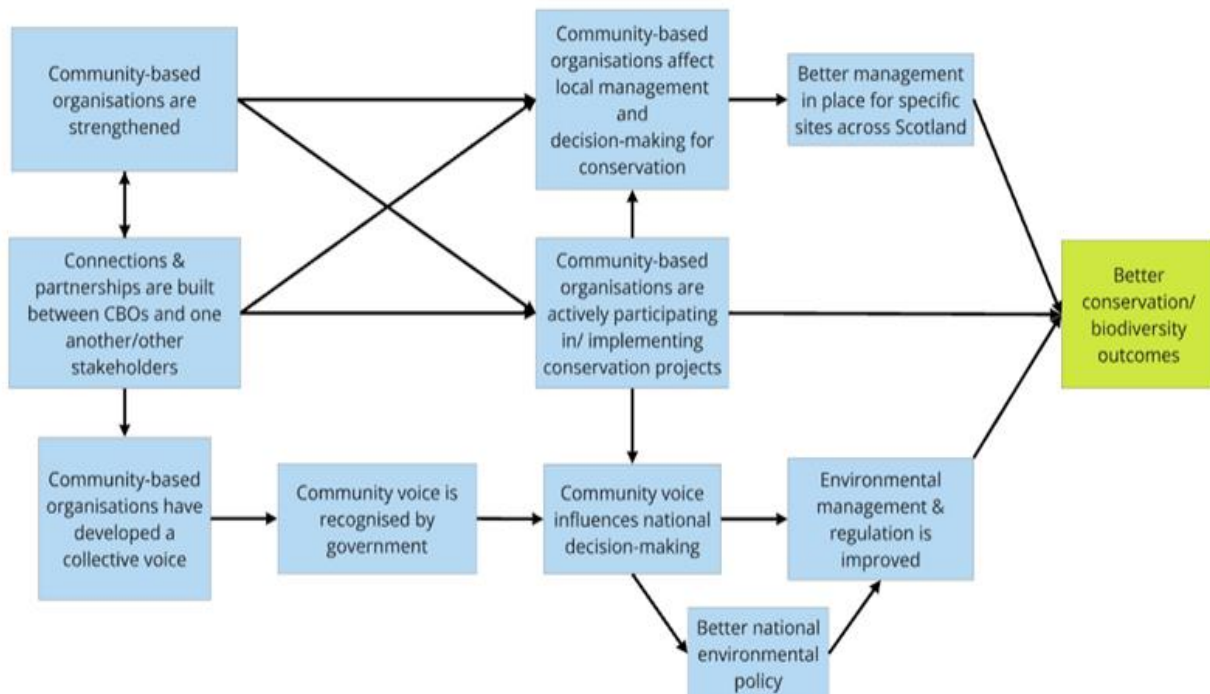 Community-based
organisations are
strengthened
Community-based
organisations affect
local management
and
decision-making for
conservation
Better management
in place for specific
sites across Scotland
Connections &
partnerships are built
between CBOs and one
another/other
stakeholders
Community-based
organisations are
actively participating
in/ implementing
conservation projects
Better
conservation/
biodiversity
outcomes
Community-based
organisations have
developed a
collective voice
Community voice is
recognised by
government
Community voice
influences national
decision-making
Environmental
management &
regulation is
improved
Better national
environmental
policy